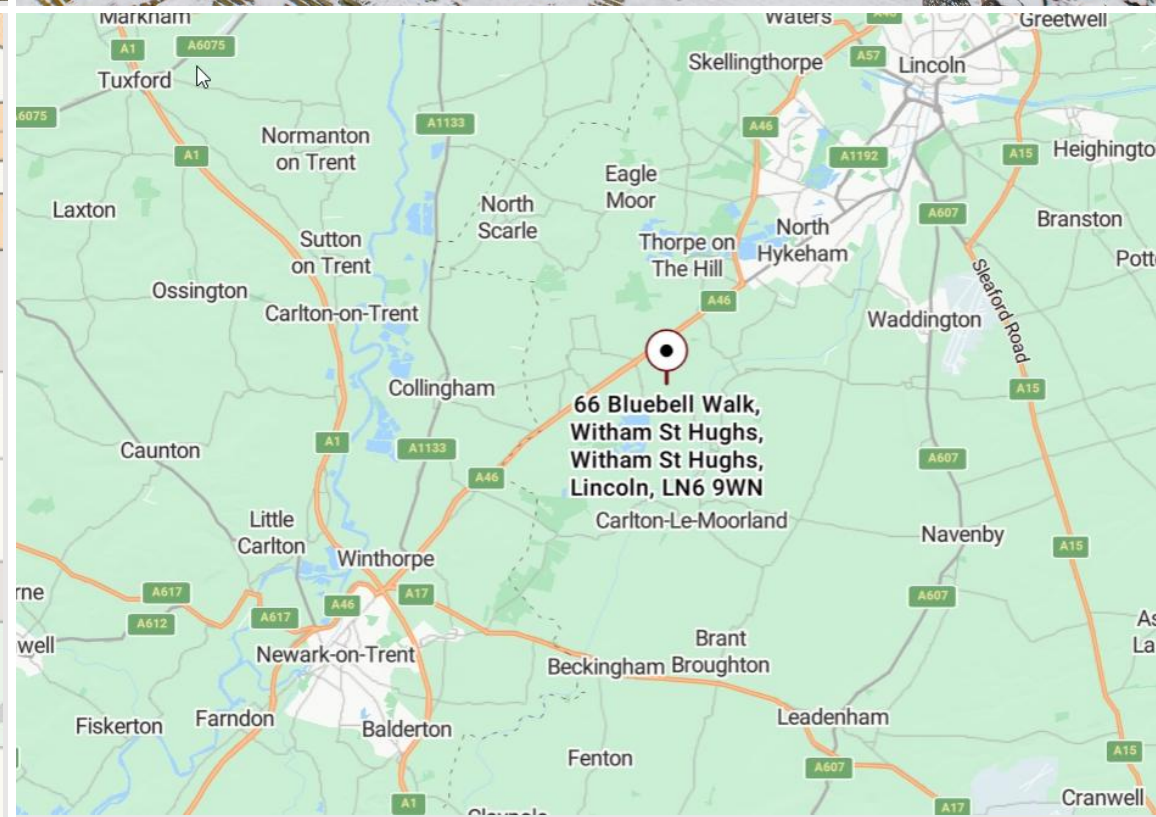 Markham
Waters
A46
Greetwell
A1
A6075
A57
Skellingthorpe
Lincoln
Tuxford
A6075
A1133
A46
Normanton
on Trent
A1
A1192
A15
Eagle
Moor
Laxton
North
Scarle
A607
Branston
North
Hykeham
Sutton
on Trent
Thorpe on
The Hill
Ossington
A46
Sleaford Road
Carlton-on-Trent
Waddington
Collingham
A15
66 Bluebell Walk,
Witham St Hughs,
Witham St Hughs,
Lincoln, LN6 9WN
A1
A1133
Caunton
A607
A46
Carlton-Le-Moorland
Little
Carlton
Navenby
A15
Winthorpe
A617
A17
A46
A607
A612
A617
Newark-on-Trent
Brant
Broughton
Beckingham
Fiskerton
Farndon
Balderton
Leadenham
Fenton
A15
A607
A1
A17
Cranwell